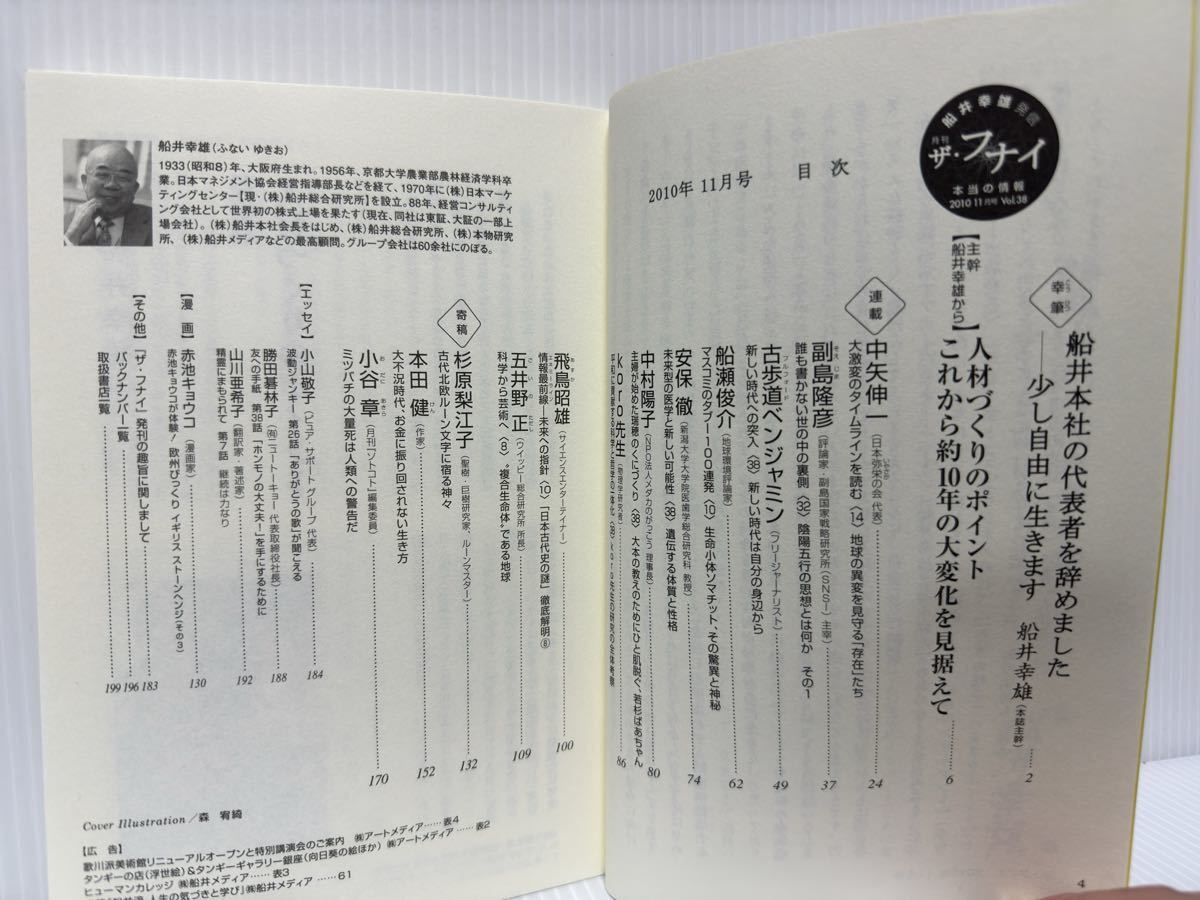 船井幸雄発信
月刊
ザ・フナイ
本当の情報
2010 11月号 Vol.38
2010年11月号　目次
幸筆
船井本社の代表者を辞めました
——少し自由に生きます　船井幸雄（本誌主幹）……2
【主幹 船井幸雄から】
人材づくりのポイント
これから約10年の大変化を見据えて……6
連載
中矢伸一（日本弥栄の会 代表）
大激変のタイムラインを読む〈14〉地球の異変を見守る「存在」たち……24
副島隆彦（評論家・副島国家戦略研究所（SNSI）主宰）
誰も書かない世の中の裏側〈32〉陰陽五行の思想とは何か　その1……37
古歩道ベンジャミン（フリージャーナリスト）
新しい時代への突入〈38〉新しい時代は自分の身辺から……49
船瀬俊介（地球環境評論家）
マスコミのタブー100連発〈10〉生命小体ソマチット、その驚異と神秘……62
安保 徹（新潟大学大学院医歯学総合研究科 教授）
未来型の医学と新しい可能性〈38〉遺伝する体質と性格……74
中村陽子（NPO法人メダカのがっこう 理事長）
主婦が始めた瑞穂のくにづくり〈38〉大本の教えのためにひと肌脱ぐ、若杉ばあちゃん……80
koro先生（物理学研究者）
86
4
船井幸雄（ふない ゆきお）
1933（昭和8）年、大阪府生まれ。1956年、京都大学農業部農林経済学科卒
業。日本マネジメント協会経営指導部長などを経て、1970年に（株）日本マーケ
ティングセンター【現・（株）船井総合研究所】を設立。88年、経営コンサルティ
ング会社として世界初の株式上場を果たす（現在、同社は東証、大証の一部上
場会社）。（株）船井本社会長をはじめ、（株）船井総合研究所、（株）本物研究
所、（株）船井メディアなどの最高顧問。グループ会社は60余社にのぼる。
飛鳥昭雄（サイエンスエンターテイナー）
情報最前線—未来への指針〈10〉「日本古代史の謎」徹底解明⑧……100
五井野 正（ウイッピー総合研究所 所長）
科学から芸術へ〈8〉“複合生命体”である地球……109
寄稿
杉原梨江子（聖樹・巨樹研究家、ルーンマスター）
古代北欧ルーン文字に宿る神々……132
本田 健（作家）
大不況時代、お金に振り回されない生き方……152
小谷 章（月刊『ソトコト』編集委員）
ミツバチの大量死は人類への警告だ……170
【エッセイ】
小山敬子（ピュア・サポートグループ 代表）
波動ジャンキー 第26話「ありがとうの歌」が聞こえる……184
勝田碁林子（㈲ニュートーキョー 代表取締役社長）
友への手紙 第38話「ホンモノの大丈夫！」を手にするために……188
山川亜希子（翻訳家・著述家）
精霊にまもられて 第7話 継続は力なり……192
【漫　画】
赤池キョウコ（漫画家）
赤池キョウコが体験！欧州びっくり イギリス ストーンヘンジ（その3）……130
【その他】
『ザ・フナイ』発刊の趣旨に関しまして……183
バックナンバー一覧……196
取扱書店一覧……199
Cover Illustration／森　宥綺
【広　告】
歌川派美術館リニューアルオープンと特別講演会のご案内　㈱アートメディア……表4
タンギーの店（浮世絵）＆タンギーギャラリー銀座（向日葵の絵ほか）㈱アートメディア……表2
ヒューマンカレッジ ㈱船井メディア……表3
人生の気づきと学び」㈱船井メディア……61